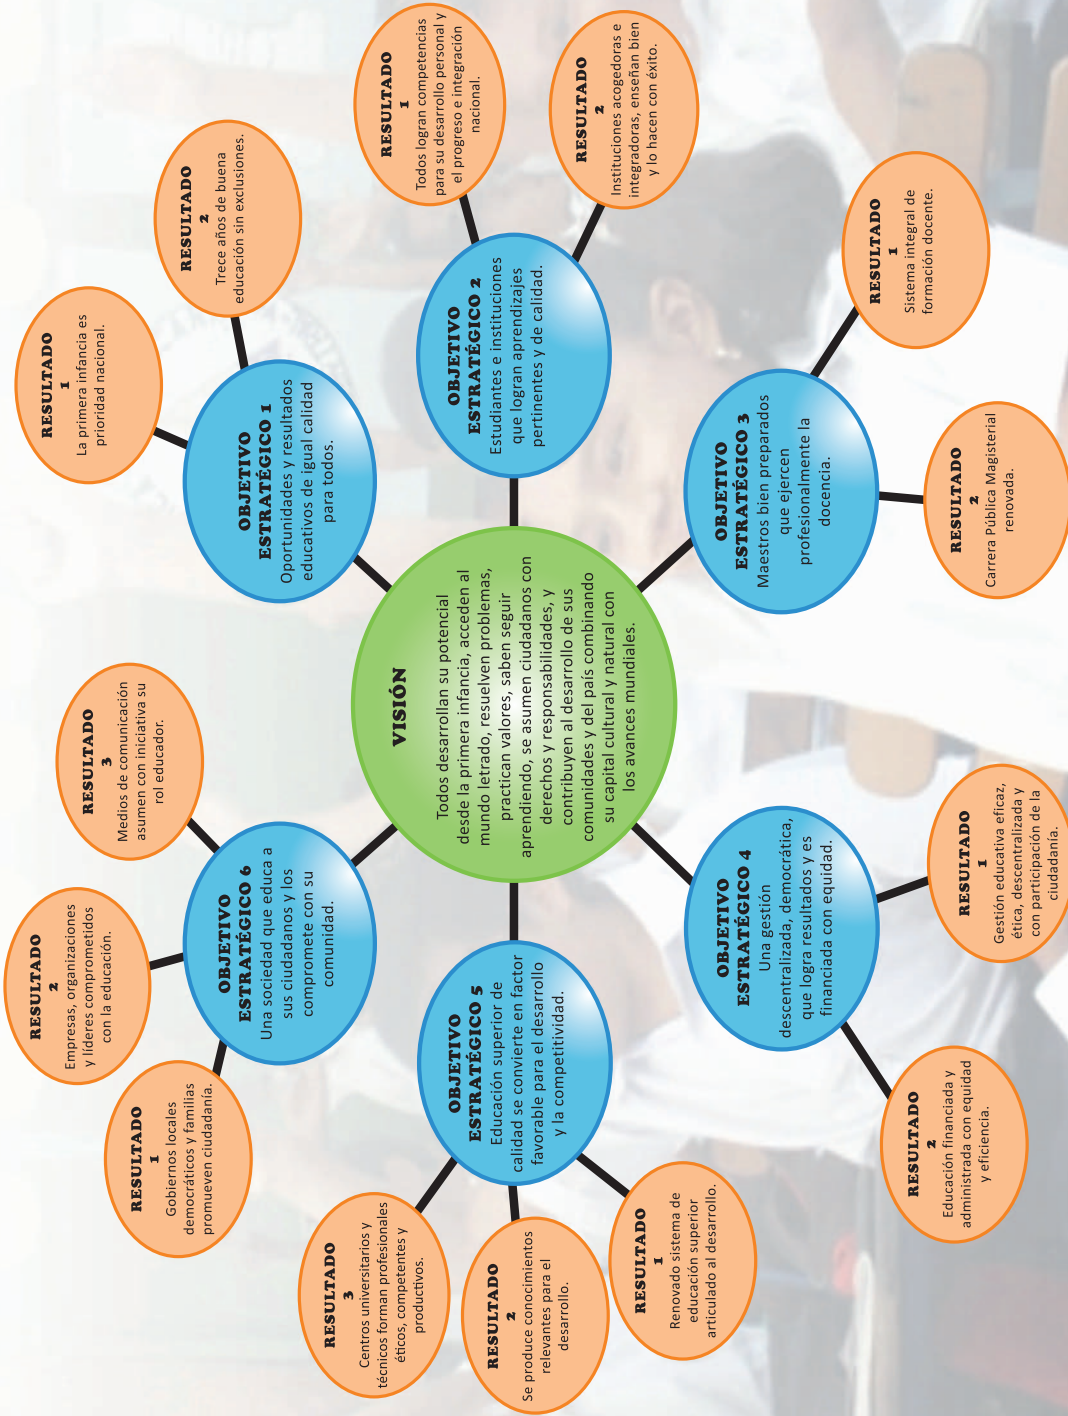 VISIÓN
Todos desarrollan su potencial
desde la primera infancia, acceden al
mundo letrado, resuelven problemas,
practican valores, saben seguir
aprendiendo, se asumen ciudadanos con
derechos y responsabilidades, y
contribuyen al desarrollo de sus
comunidades y del país combinando
su capital cultural y natural con
los avances mundiales.
OBJETIVO
ESTRATÉGICO 1
Oportunidades y resultados
educativos de igual calidad
para todos.
RESULTADO
1
La primera infancia es
prioridad nacional.
RESULTADO
2
Trece años de buena
educación sin exclusiones.
OBJETIVO
ESTRATÉGICO 2
Estudiantes e instituciones
que logran aprendizajes
pertinentes y de calidad.
RESULTADO
1
Todos logran competencias
para su desarrollo personal y
el progreso e integración
nacional.
RESULTADO
2
Instituciones acogedoras e
integradoras, enseñan bien
y lo hacen con éxito.
OBJETIVO
ESTRATÉGICO 3
Maestros bien preparados
que ejercen
profesionalmente la
docencia.
RESULTADO
1
Sistema integral de
formación docente.
RESULTADO
2
Carrera Pública Magisterial
renovada.
OBJETIVO
ESTRATÉGICO 4
Una gestión
descentralizada, democrática,
que logra resultados y es
financiada con equidad.
RESULTADO
1
Gestión educativa eficaz,
ética, descentralizada y
con participación de la
ciudadanía.
RESULTADO
2
Educación financiada y
administrada con equidad
y eficiencia.
OBJETIVO
ESTRATÉGICO 5
Educación superior de
calidad se convierte en factor
favorable para el desarrollo
y la competitividad.
RESULTADO
1
Renovado sistema de
educación superior
articulado al desarrollo.
RESULTADO
2
Se produce conocimientos
relevantes para el
desarrollo.
RESULTADO
3
Centros universitarios y
técnicos forman profesionales
éticos, competentes y
productivos.
OBJETIVO
ESTRATÉGICO 6
Una sociedad que educa a
sus ciudadanos y los
compromete con su
comunidad.
RESULTADO
1
Gobiernos locales
democráticos y familias
promueven ciudadanía.
RESULTADO
2
Empresas, organizaciones
y líderes comprometidos
con la educación.
RESULTADO
3
Medios de comunicación
asumen con iniciativa su
rol educador.